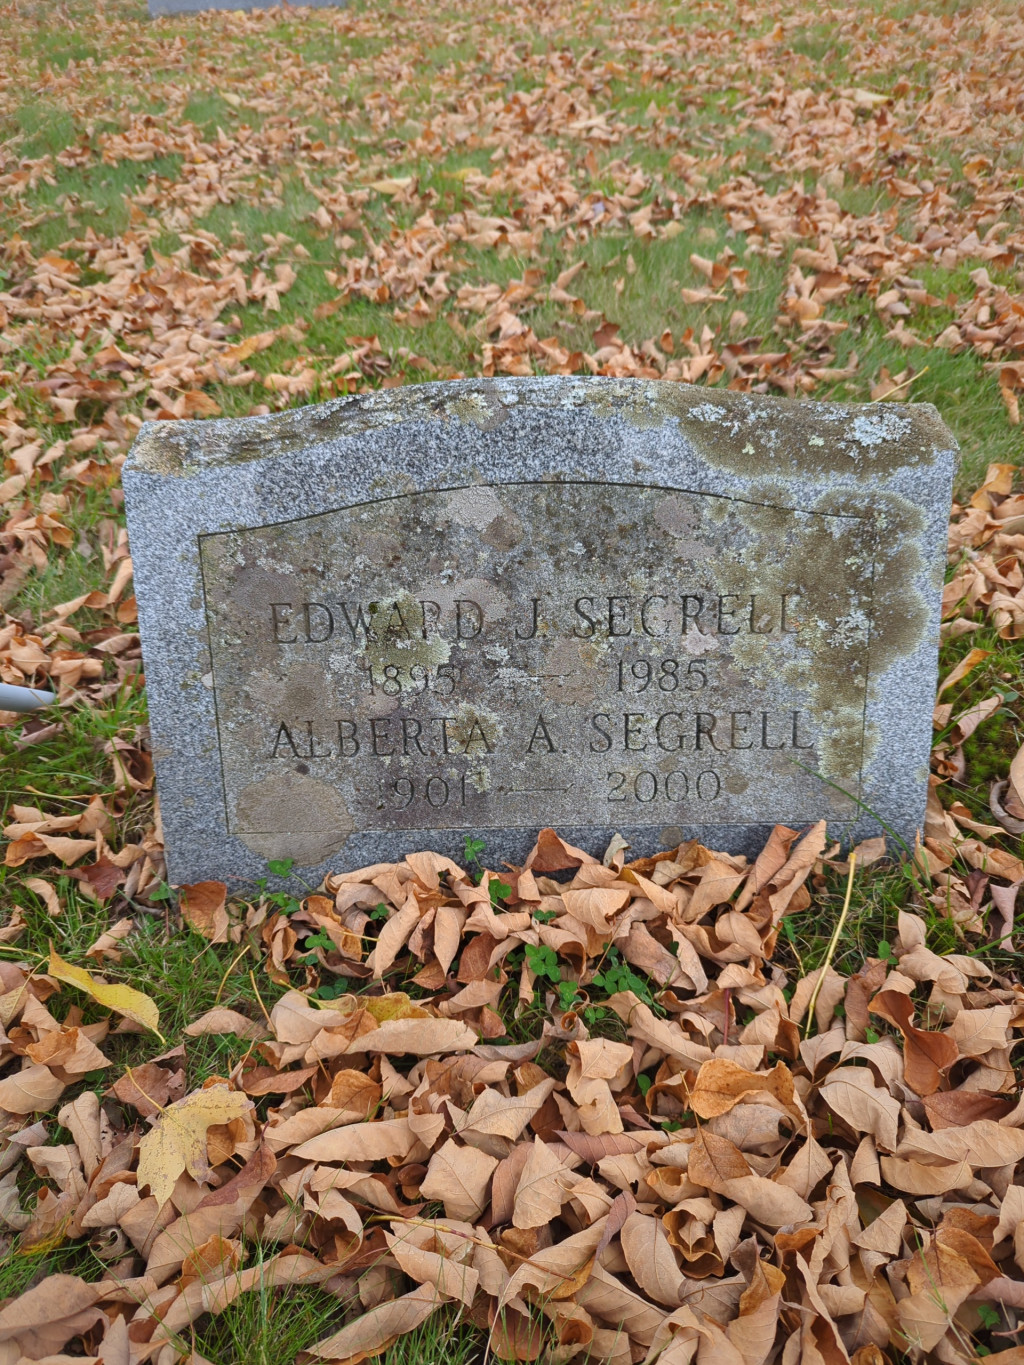 EDWARD J. SEGRELL
1895 — 1985
ALBERTA A. SEGRELL
1901 — 2000